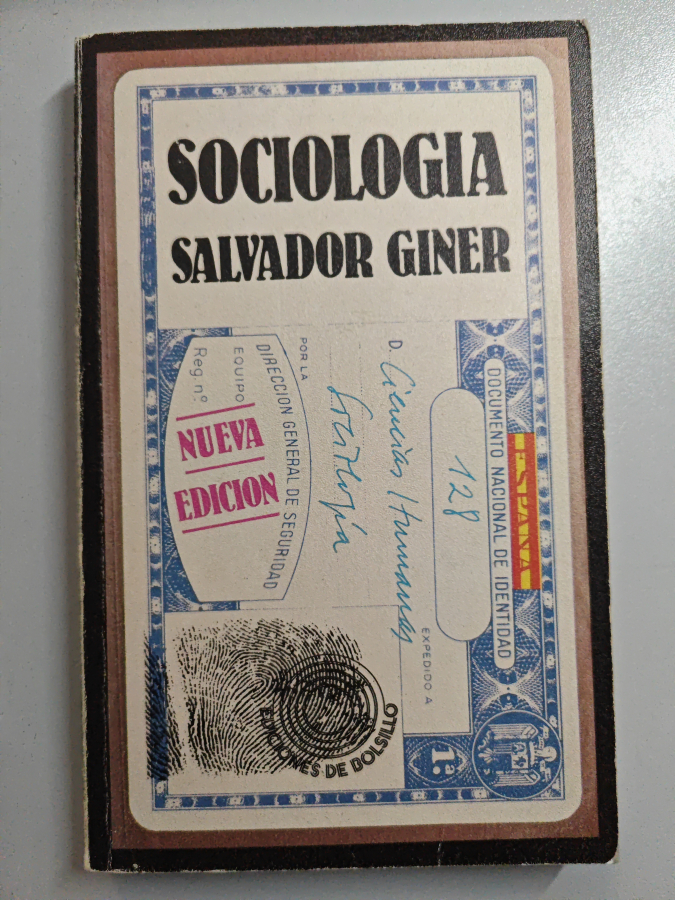 SOCIOLOGIA
SALVADOR GINER
ESPAÑA
DOCUMENTO NACIONAL DE IDENTIDAD
128
EXPEDIDO A
D. Ciencias Humanas
Sociología
POR LA
DIRECCION GENERAL DE SEGURIDAD
EQUIPO
Reg. nº
NUEVA
EDICION
EDICIONES DE BOLSILLO
1ª